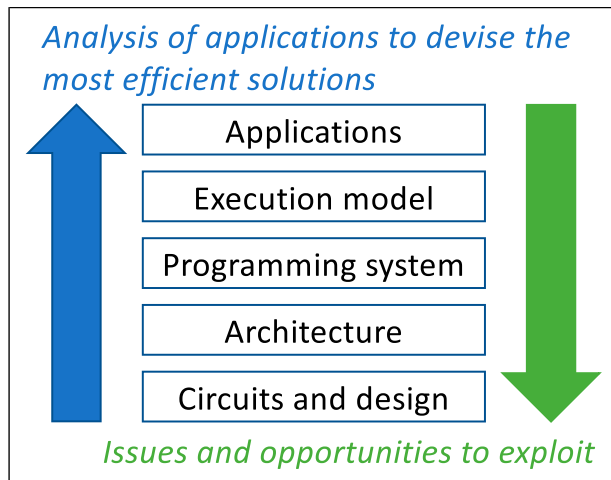 Analysis of applications to devise the
most efficient solutions
Applications
Execution model
Programming system
Architecture
Circuits and design
Issues and opportunities to exploit